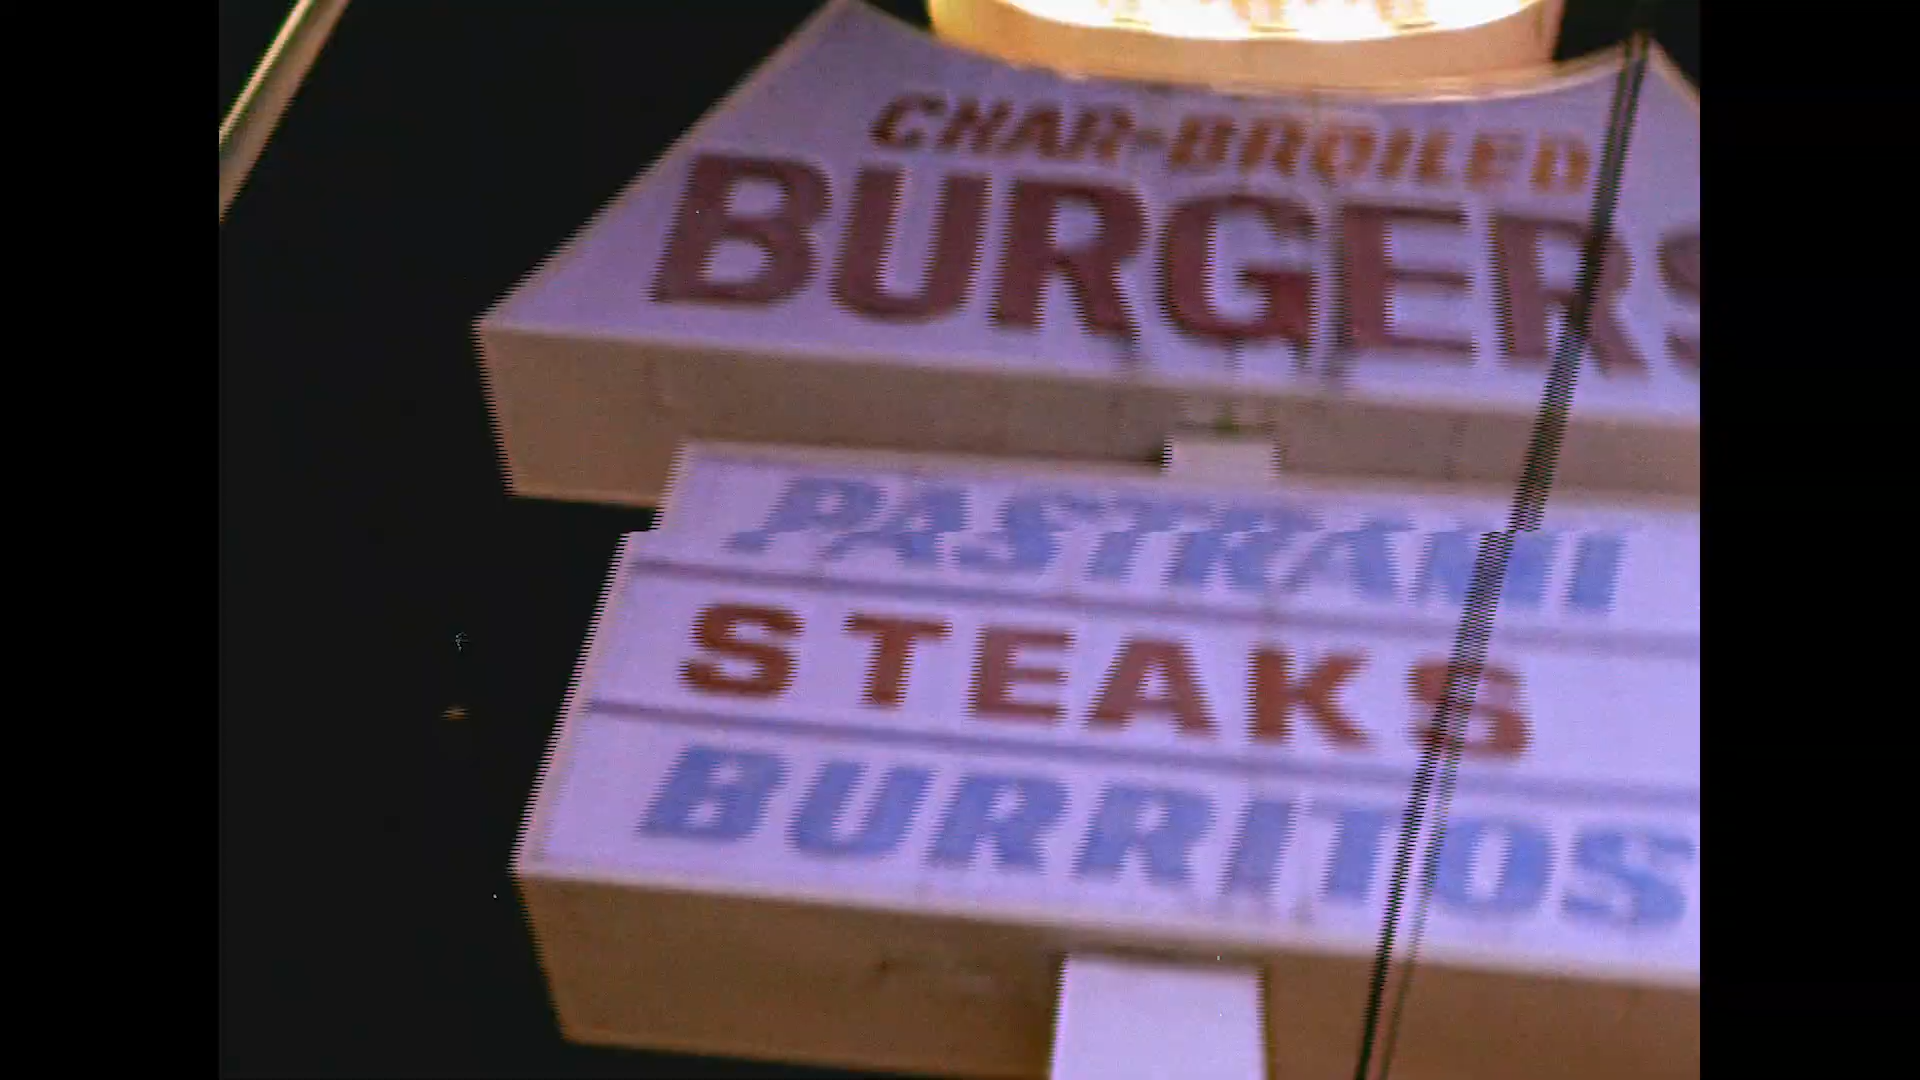 CHAR-BROILED
BURGERS
PASTRAMI
STEAKS
BURRITOS